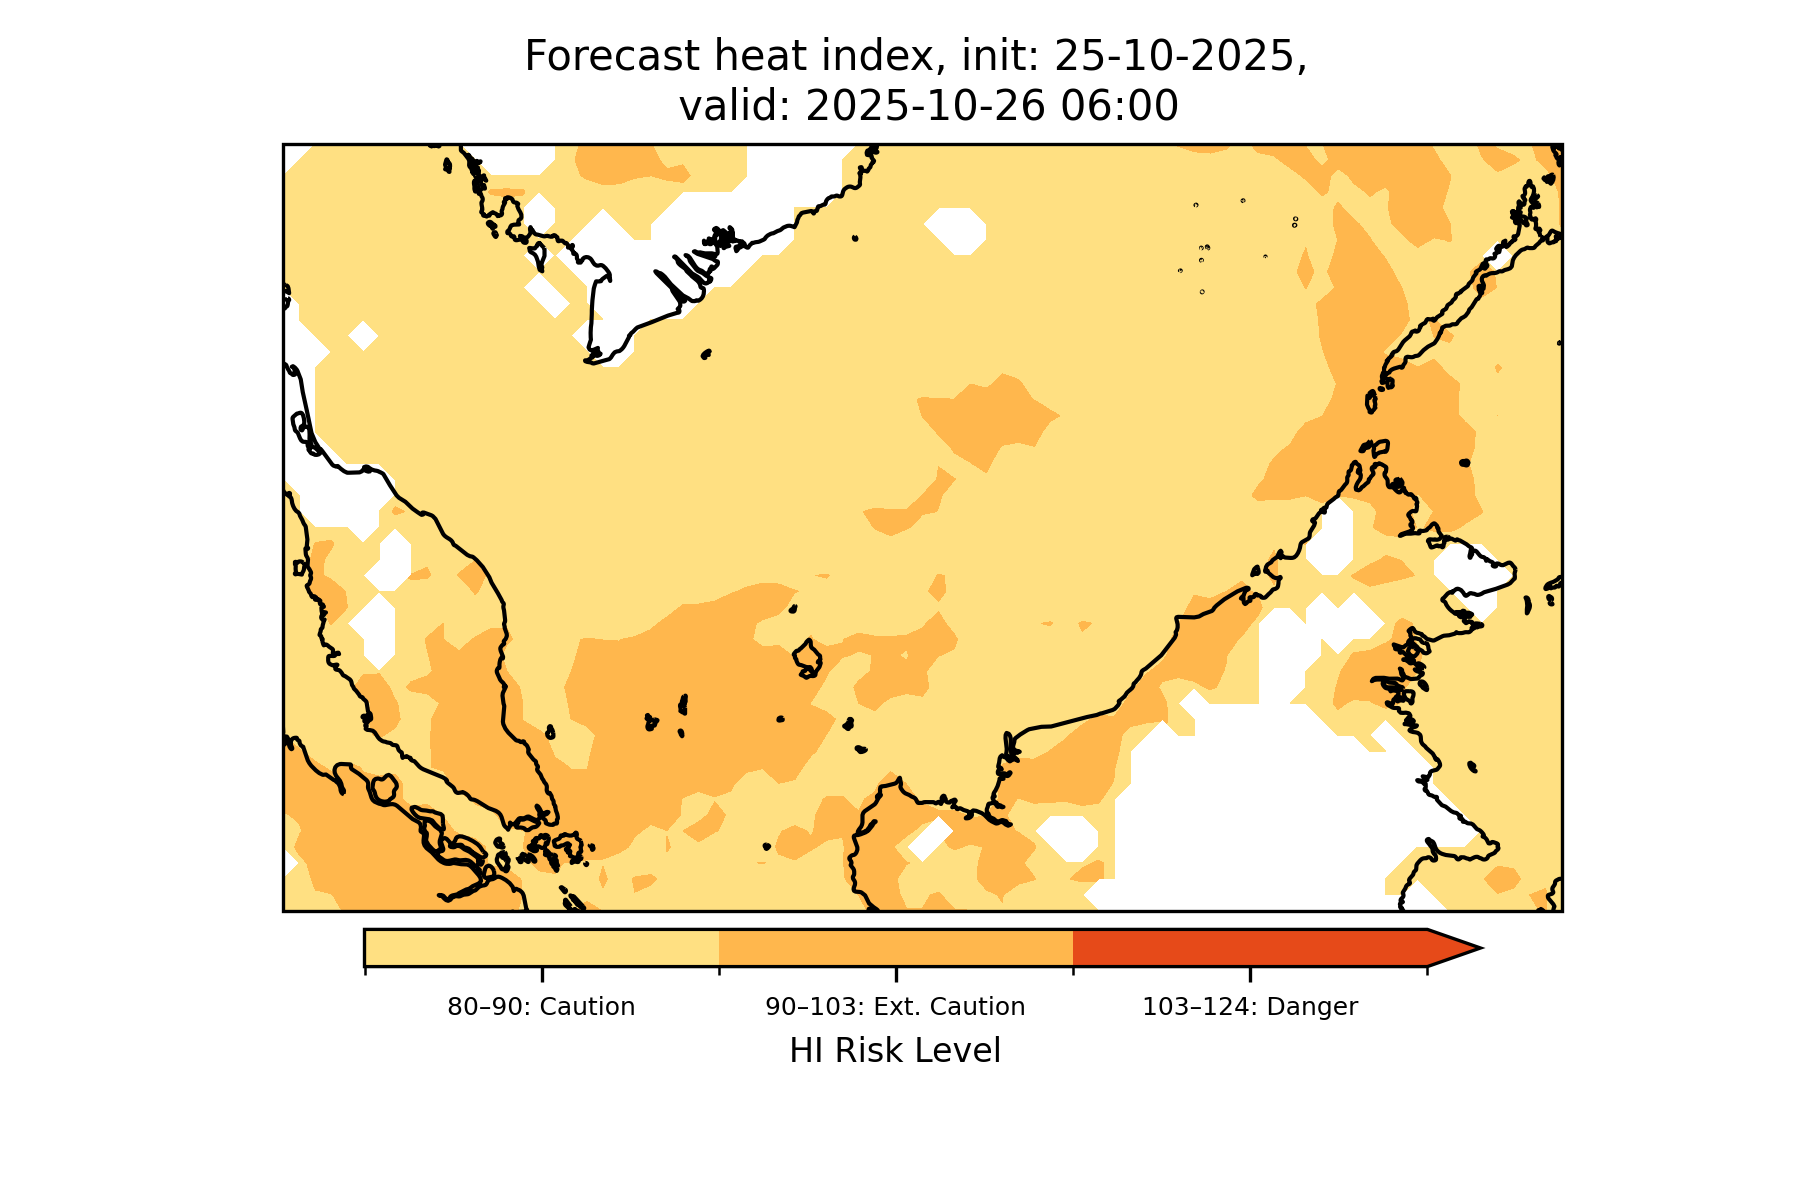 Forecast heat index, init: 25-10-2025,
valid: 2025-10-26 06:00
80–90: Caution
90–103: Ext. Caution
103–124: Danger
HI Risk Level